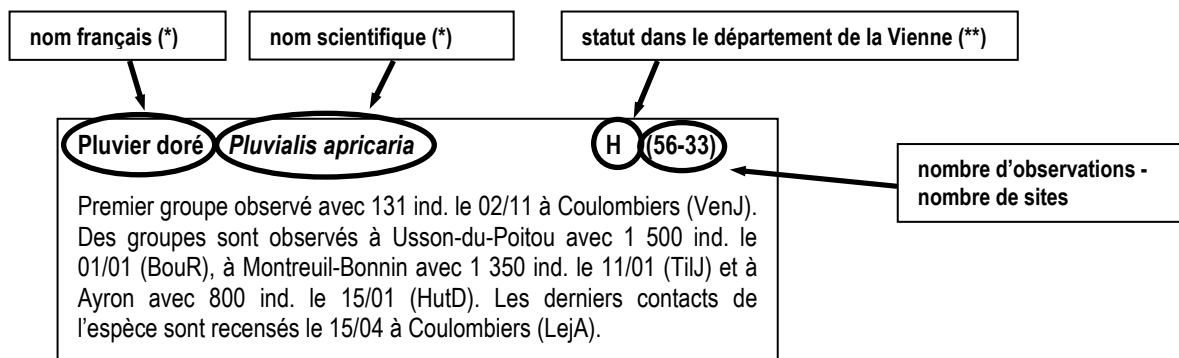 nom français (*) nom scientifique (*) statut dans le département de la Vienne (**)
Pluvier doré Pluvialis apricaria H (56-33)
nombre d'observations -
nombre de sites
Premier groupe observé avec 131 ind. le 02/11 à Coulombiers (VenJ).
Des groupes sont observés à Usson-du-Poitou avec 1 500 ind. le
01/01 (BouR), à Montreuil-Bonnin avec 1 350 ind. le 11/01 (TilJ) et à
Ayron avec 800 ind. le 15/01 (HutD). Les derniers contacts de
l'espèce sont recensés le 15/04 à Coulombiers (LejA).